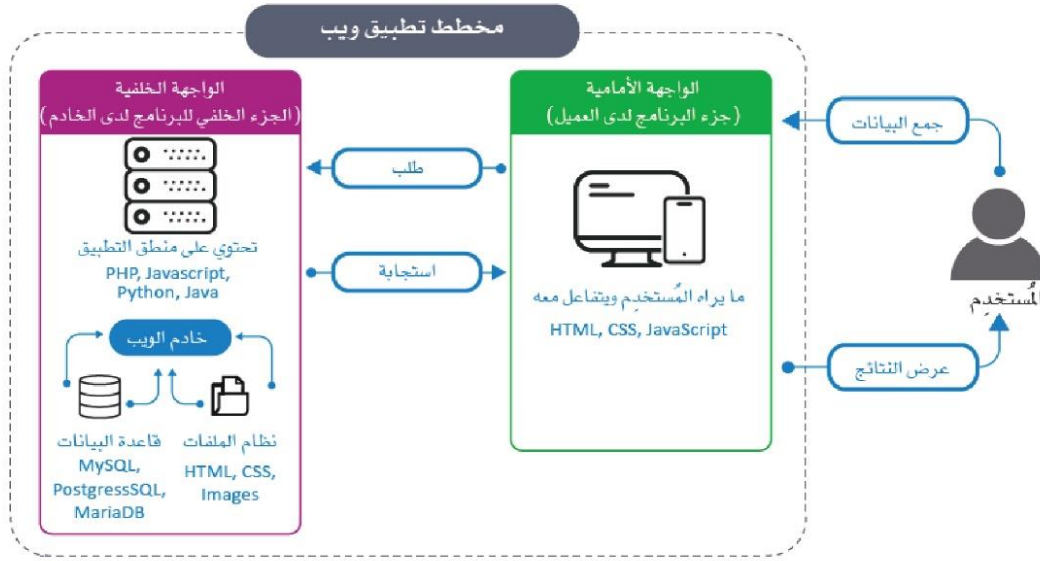 مخطط تطبيق ويب
الواجهة الأمامية
(جزء البرنامج لدى العميل)
ما يراه المُستخدِم ويتفاعل معه
HTML, CSS, JavaScript
الواجهة الخلفية
(الجزء الخلفي للبرنامج لدى الخادم)
تحتوي على منطق التطبيق
PHP, Javascript,
Python, Java
خادم الويب
نظام الملفات
HTML, CSS,
Images
قاعدة البيانات
MySQL,
PostgressSQL,
MariaDB
طلب
استجابة
جمع البيانات
المُستخدِم
عرض النتائج